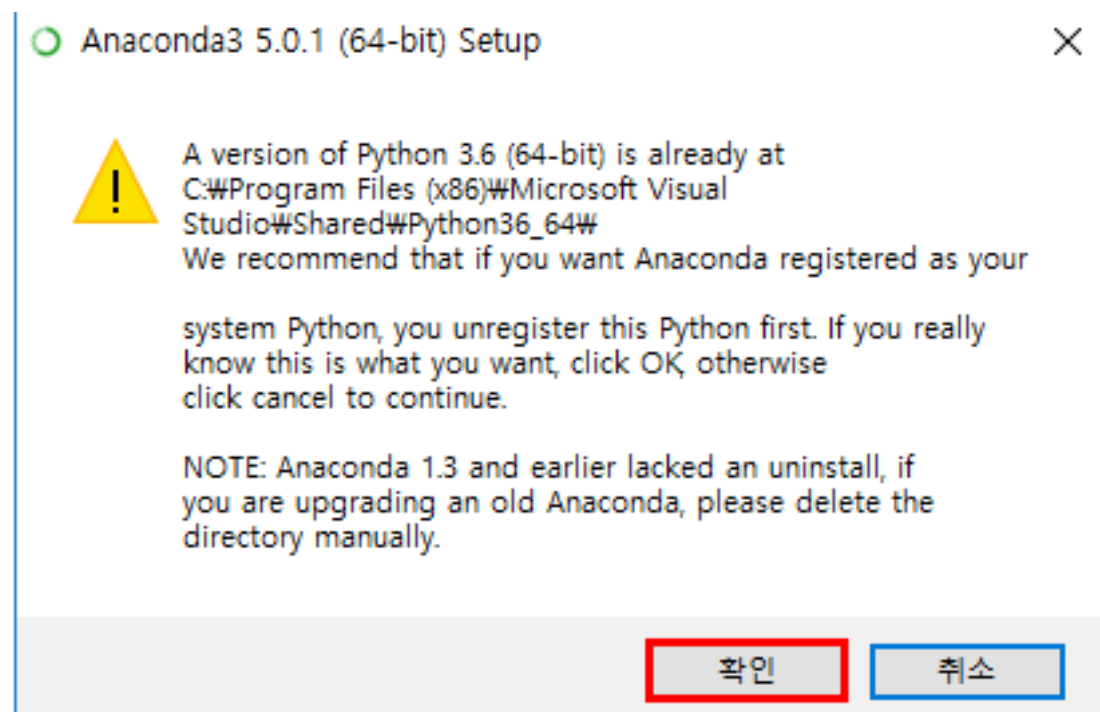 Anaconda3 5.0.1 (64-bit) Setup
A version of Python 3.6 (64-bit) is already at
C:₩Program Files (x86)₩Microsoft Visual
Studio₩Shared₩Python36_64₩
We recommend that if you want Anaconda registered as your
system Python, you unregister this Python first. If you really
know this is what you want, click OK, otherwise
click cancel to continue.
NOTE: Anaconda 1.3 and earlier lacked an uninstall, if
you are upgrading an old Anaconda, please delete the
directory manually.
확인
취소